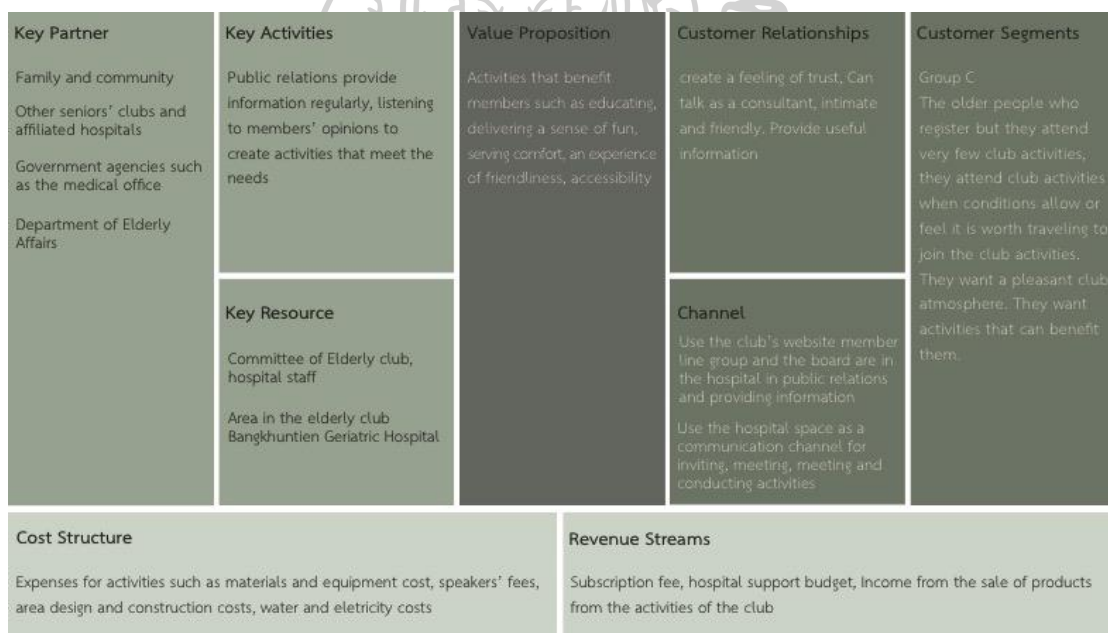 Key Partner
Family and community
Other seniors' clubs and
affiliated hospitals
Government agencies such
as the medical office
Department of Elderly
Affairs
Key Activities
Public relations provide
information regularly, listening
to members' opinions to
create activities that meet the
needs
Key Resource
Committee of Elderly club,
hospital staff
Area in the elderly club
Bangkhuntien Geriatric Hospital
Value Proposition
Activities that benefit
members such as educating,
delivering a sense of fun,
serving comfort, an experience
of friendliness, accessibility
Customer Relationships
create a feeling of trust, Can
talk as a consultant, intimate
and friendly. Provide useful
information
Channel
Use the club's website member
line group and the board are in
the hospital in public relations
and providing information
Use the hospital space as a
communication channel for
inviting, meeting, meeting and
conducting activities
Customer Segments
Group C
The older people who
register but they attend
very few club activities,
they attend club activities
when conditions allow or
feel it is worth traveling to
join the club activities.
They want a pleasant club
atmosphere. They want
activities that can benefit
them.
Cost Structure
Expenses for activities such as materials and equipment cost, speakers' fees,
area design and construction costs, water and eletricity costs
Revenue Streams
Subscription fee, hospital support budget, Income from the sale of products
from the activities of the club